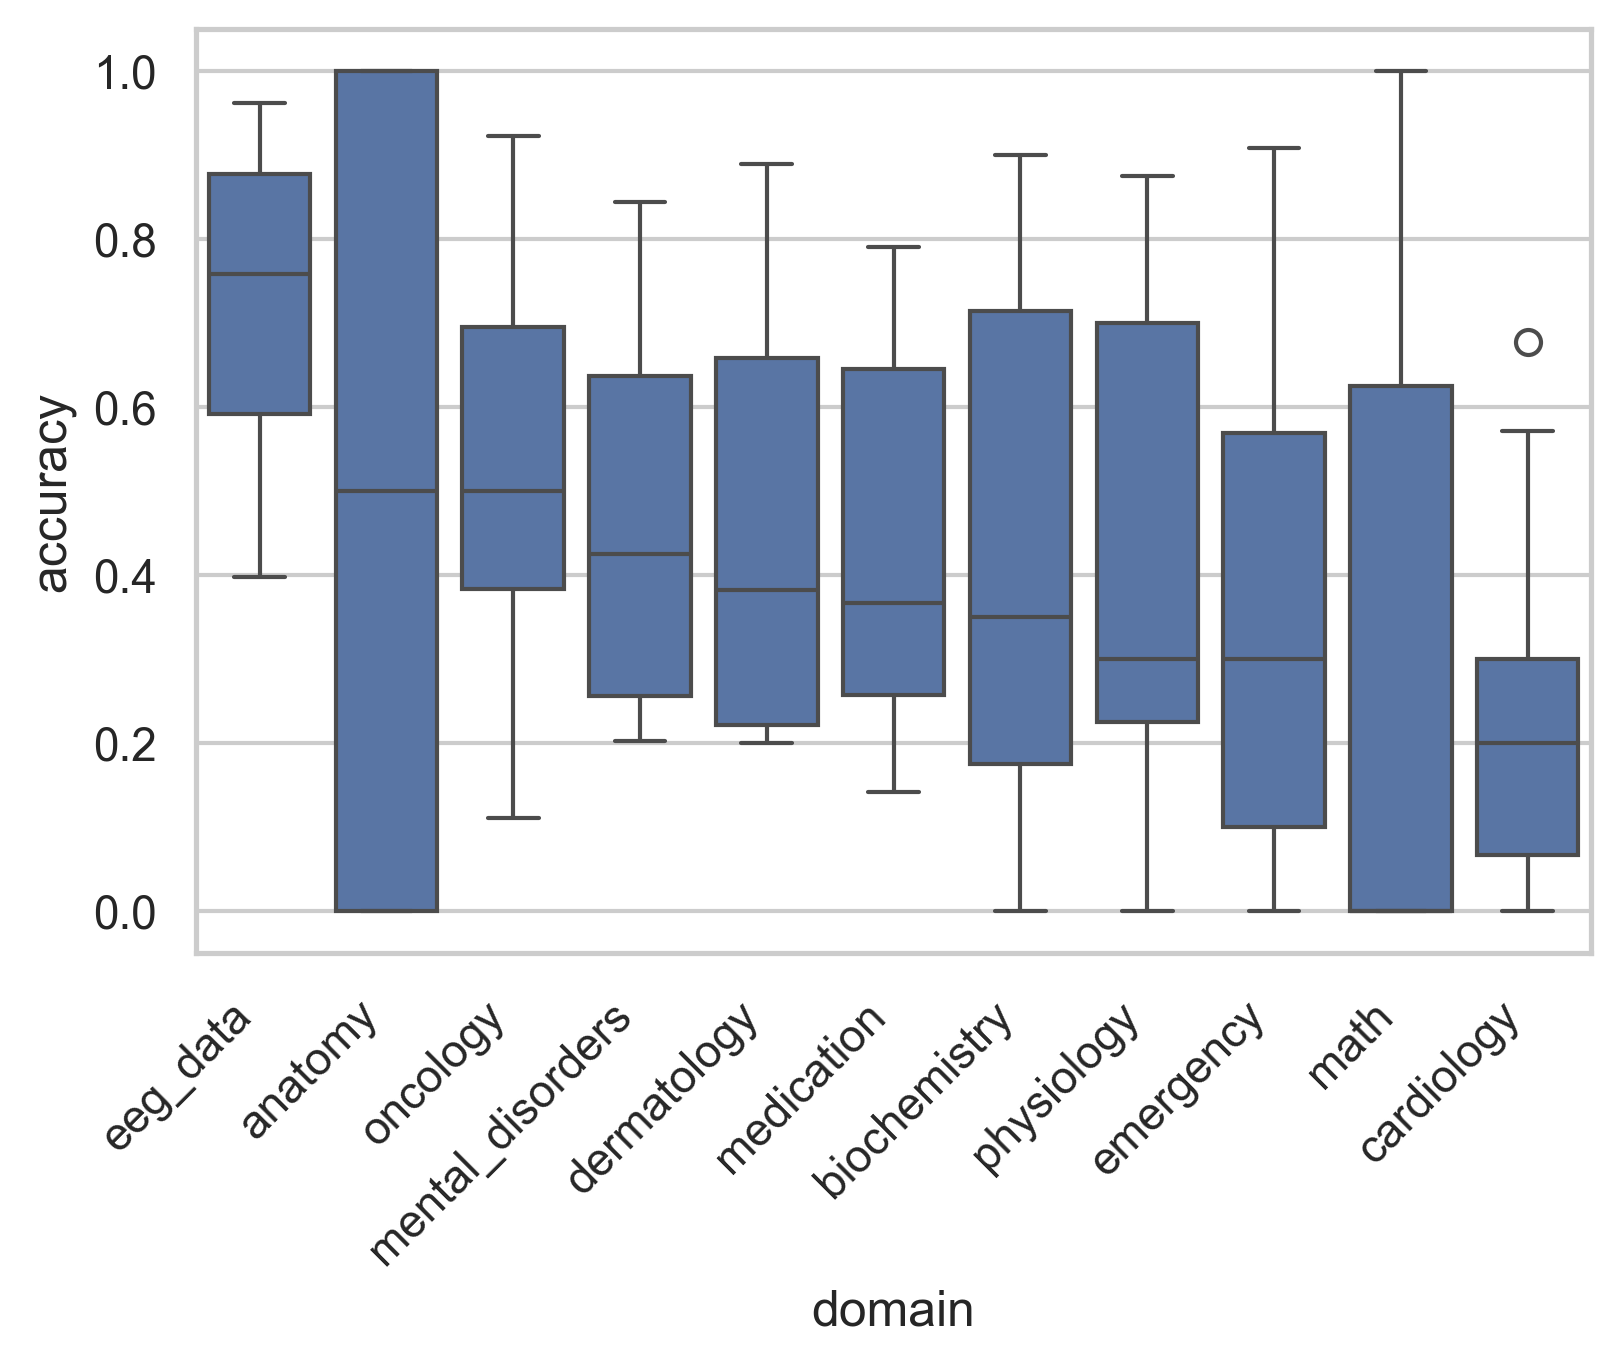 accuracy
1.0
0.8
0.6
0.4
0.2
0.0
eeg_data
anatomy
oncology
mental_disorders
dermatology
medication
biochemistry
physiology
emergency
math
cardiology
domain